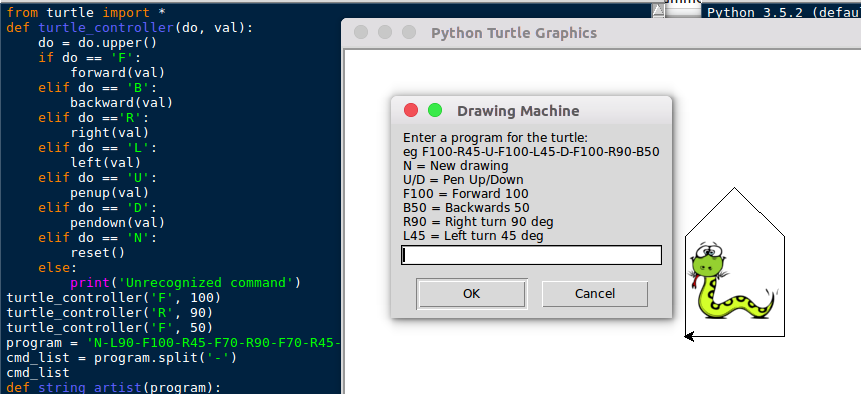 from turtle import *
def turtle_controller(do, val):
    do = do.upper()
    if do == 'F':
        forward(val)
    elif do == 'B':
        backward(val)
    elif do =='R':
        right(val)
    elif do == 'L':
        left(val)
    elif do == 'U':
        penup(val)
    elif do == 'D':
        pendown(val)
    elif do == 'N':
        reset()
    else:
        print('Unrecognized command')
turtle_controller('F', 100)
turtle_controller('R', 90)
turtle_controller('F', 50)
program = 'N-L90-F100-R45-F70-R90-F70-R45-
cmd_list = program.split('-')
cmd_list
def string_artist(program):
Python 3.5.2 (defau
Python Turtle Graphics
Drawing Machine
Enter a program for the turtle:
eg F100-R45-U-F100-L45-D-F100-R90-B50
N = New drawing
U/D = Pen Up/Down
F100 = Forward 100
B50 = Backwards 50
R90 = Right turn 90 deg
L45 = Left turn 45 deg
OK
Cancel